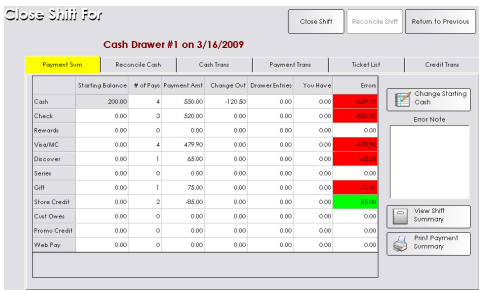 Close Shift For
Close Shift
Reconcile Shift
Return to Previous
Cash Drawer #1 on 3/16/2009
Payment Sum Reconcile Cash Cash Trans Payment Trans Ticket List Credit Trans
Starting Balance # of Pays Payment Amt Change Out Drawer Entries You Have Errors
Cash 200.00 4 550.00 -120.50 0.00 0.00 -629.50
Check 0.00 3 520.00 0.00 0.00 0.00 -520.00
Rewards 0.00 0 0.00 0.00 0.00 0.00 0.00
Visa/MC 0.00 4 479.90 0.00 0.00 0.00 -479.90
Discover 0.00 1 65.00 0.00 0.00 0.00 -65.00
Series 0.00 0 0.00 0.00 0.00 0.00 0.00
Gift 0.00 1 75.00 0.00 0.00 0.00 -75.00
Store Credit 0.00 2 -85.00 0.00 0.00 0.00 85.00
Cust Owes 0.00 0 0.00 0.00 0.00 0.00 0.00
Promo Credit 0.00 0 0.00 0.00 0.00 0.00 0.00
Web Pay 0.00 0 0.00 0.00 0.00 0.00 0.00
Change Starting
Cash
Error Note
View Shift
Summary
Print Payment
Summary